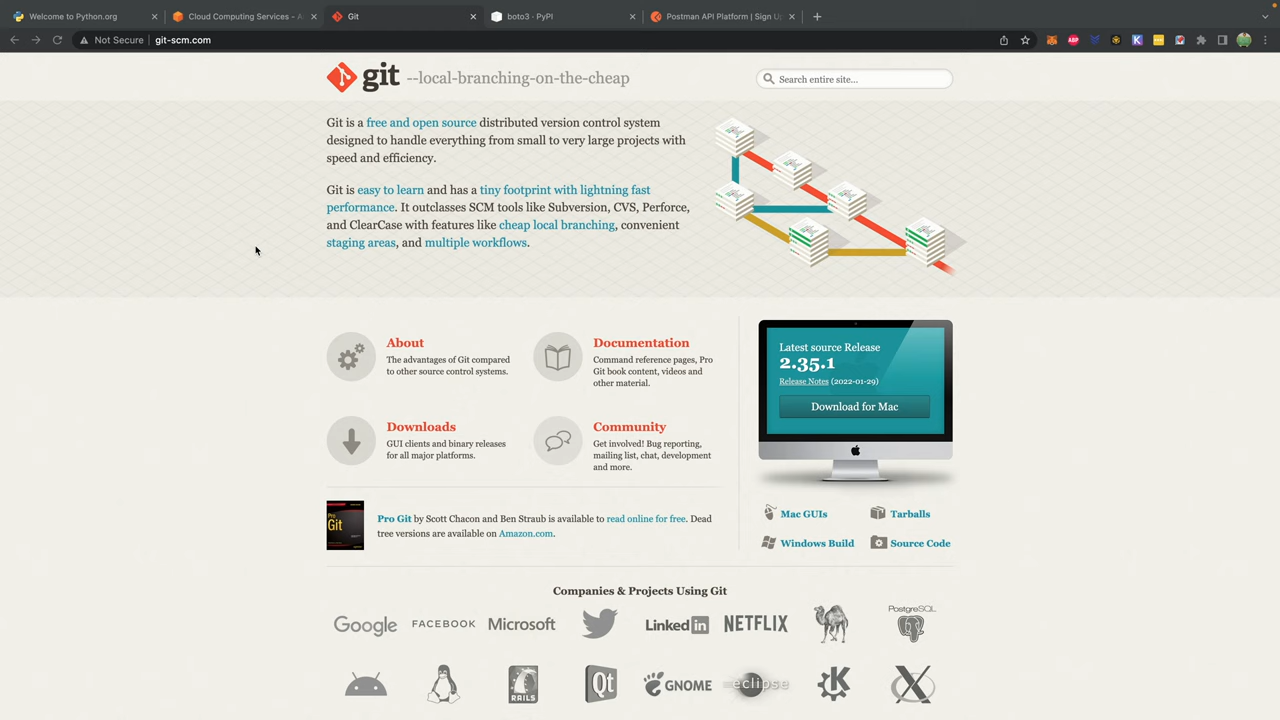 Welcome to Python.org
Cloud Computing Services - A
Git
boto3 · PyPI
Postman API Platform | Sign U
Not Secure
git-scm.com
git --local-branching-on-the-cheap
Search entire site...
Git is a free and open source distributed version control system
designed to handle everything from small to very large projects with
speed and efficiency.
Git is easy to learn and has a tiny footprint with lightning fast
performance. It outclasses SCM tools like Subversion, CVS, Perforce,
and ClearCase with features like cheap local branching, convenient
staging areas, and multiple workflows.
About
The advantages of Git compared
to other source control systems.
Documentation
Command reference pages, Pro
Git book content, videos and
other material.
Downloads
GUI clients and binary releases
for all major platforms.
Community
Get involved! Bug reporting,
mailing list, chat, development
and more.
Latest source Release
2.35.1
Release Notes (2022-01-29)
Download for Mac
Mac GUIs
Tarballs
Windows Build
Source Code
Pro
Git
Pro Git by Scott Chacon and Ben Straub is available to read online for free. Dead
tree versions are available on Amazon.com.
Companies & Projects Using Git
Google
FACEBOOK
Microsoft
LinkedIn
NETFLIX
PostgreSQL
RAILS
Qt
GNOME
eclipse
K
X